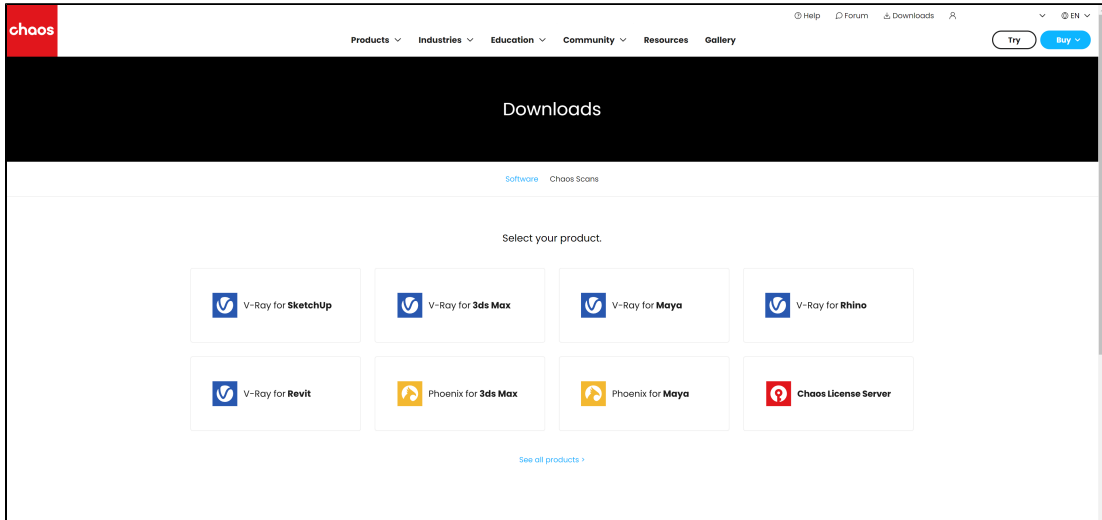 chaos
Help Forum Downloads EN
Products Industries Education Community Resources Gallery Try Buy
Downloads
Software Chaos Scans
Select your product.
V-Ray for SketchUp V-Ray for 3ds Max V-Ray for Maya V-Ray for Rhino
V-Ray for Revit Phoenix for 3ds Max Phoenix for Maya Chaos License Server
See all products >